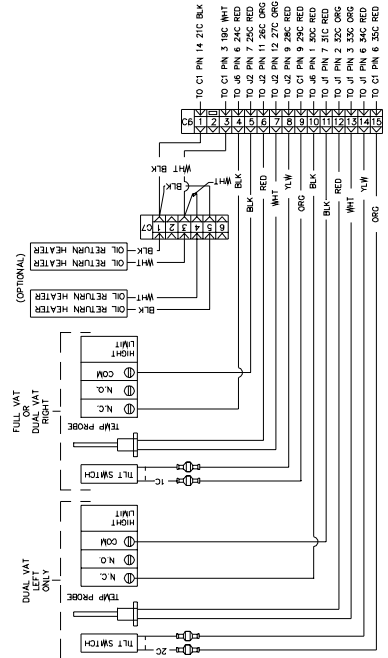 TO C1 PIN 14 21C BLK
TO C1 PIN 3 19C WHT
TO J6 PIN 6 24C RED
TO J2 PIN 7 25C RED
TO J2 PIN 11 26C ORG
TO J2 PIN 12 27C ORG
TO J2 PIN 9 28C RED
TO C1 PIN 9 29C RED
TO J6 PIN 1 30C RED
TO J1 PIN 7 31C RED
TO J1 PIN 2 32C ORG
TO J1 PIN 3 33C ORG
TO J1 PIN 6 34C RED
TO C1 PIN 6 35C RED
C6 1 2 3 4 5 6 7 8 9 10 11 12 13 14 15
BLK
WHT
BLK
WHT
BLK
BLK
RED
WHT
YLW
ORG
BLK
BLK
RED
WHT
YLW
ORG
C7 1 2 3 4 5 6
(OPTIONAL)
OIL RETURN HEATER BLK
OIL RETURN HEATER WHT
OIL RETURN HEATER WHT
OIL RETURN HEATER BLK
FULL VAT
OR
DUAL VAT
RIGHT
HIGHT
LIMIT
COM
N.O.
N.C.
TEMP PROBE
TILT SWITCH
1C
DUAL VAT
LEFT
ONLY
HIGHT
LIMIT
COM
N.O.
N.C.
TEMP PROBE
TILT SWITCH
2C